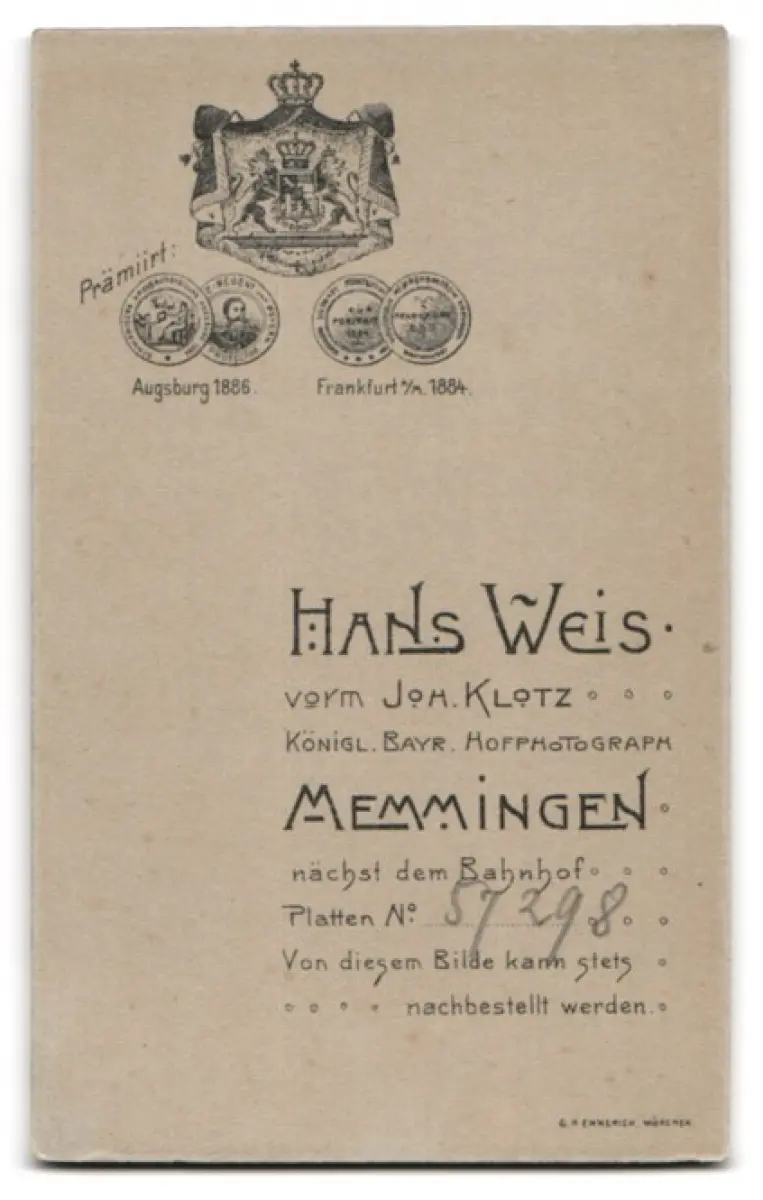 Prämiirt:
Augsburg 1886. Frankfurt a/M. 1884.
Hans Weis.
vorm Joh. Klotz
Königl. Bayr. Hofphotograph
Memmingen
nächst dem Bahnhof
Platten No. 57298
Von diesem Bilde kann stets
nachbestellt werden.